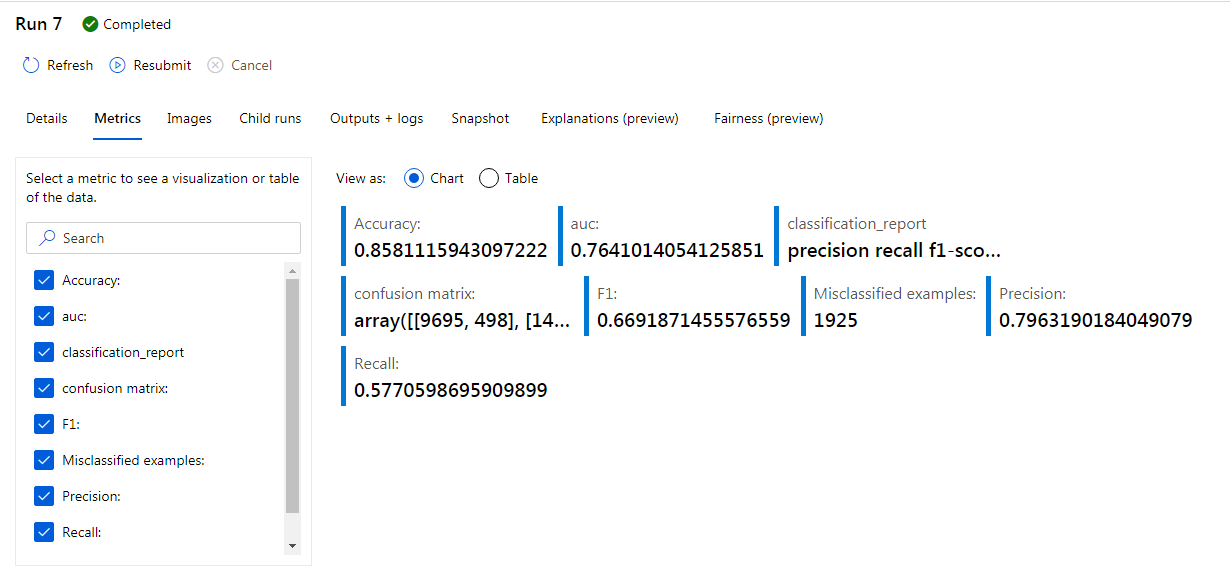 Run 7 Completed
Refresh Resubmit Cancel
Details Metrics Images Child runs Outputs + logs Snapshot Explanations (preview) Fairness (preview)
Select a metric to see a visualization or table
of the data.
Search
Accuracy:
auc:
classification_report
confusion matrix:
F1:
Misclassified examples:
Precision:
Recall:
View as: Chart Table
Accuracy:
0.8581115943097222
auc:
0.7641014054125851
classification_report
precision recall f1-sco...
confusion matrix:
array([[9695, 498], [14...
F1:
0.6691871455576559
Misclassified examples:
1925
Precision:
0.7963190184049079
Recall:
0.5770598695909899